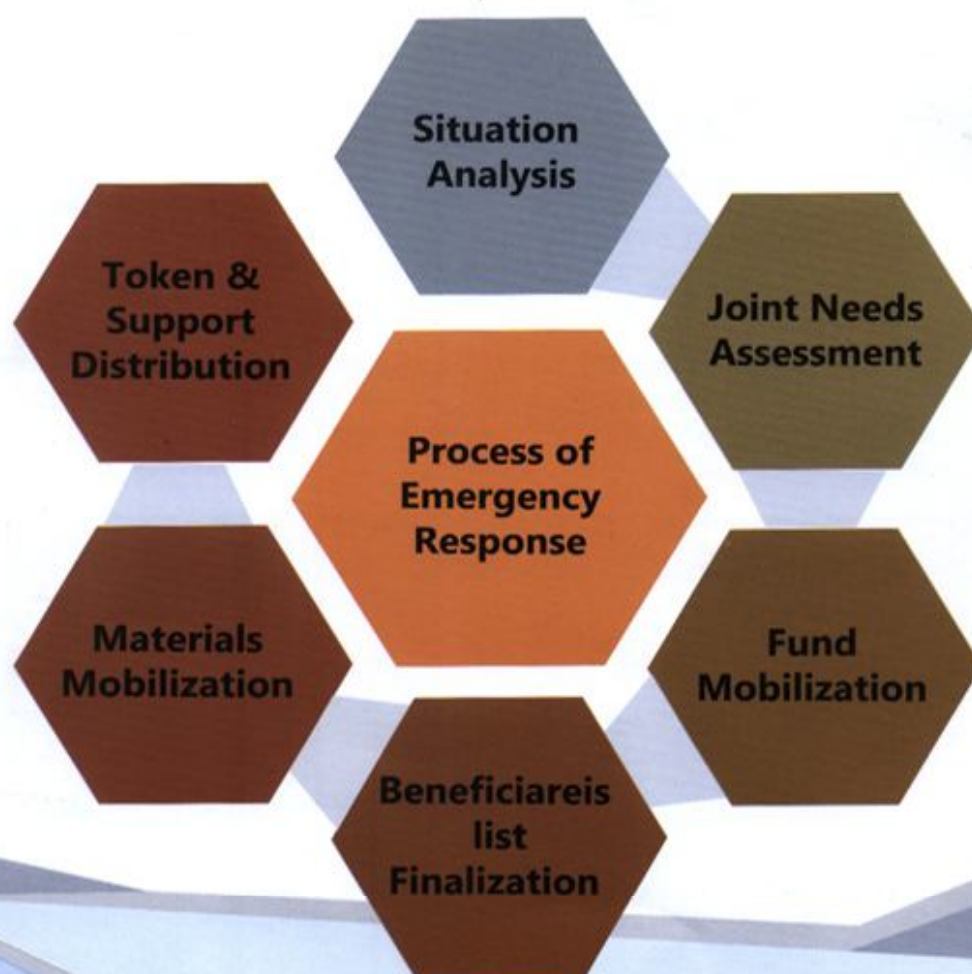 Situation
Analysis
Joint Needs
Assessment
Fund
Mobilization
Beneficiareis
list
Finalization
Materials
Mobilization
Token &
Support
Distribution
Process of
Emergency
Response